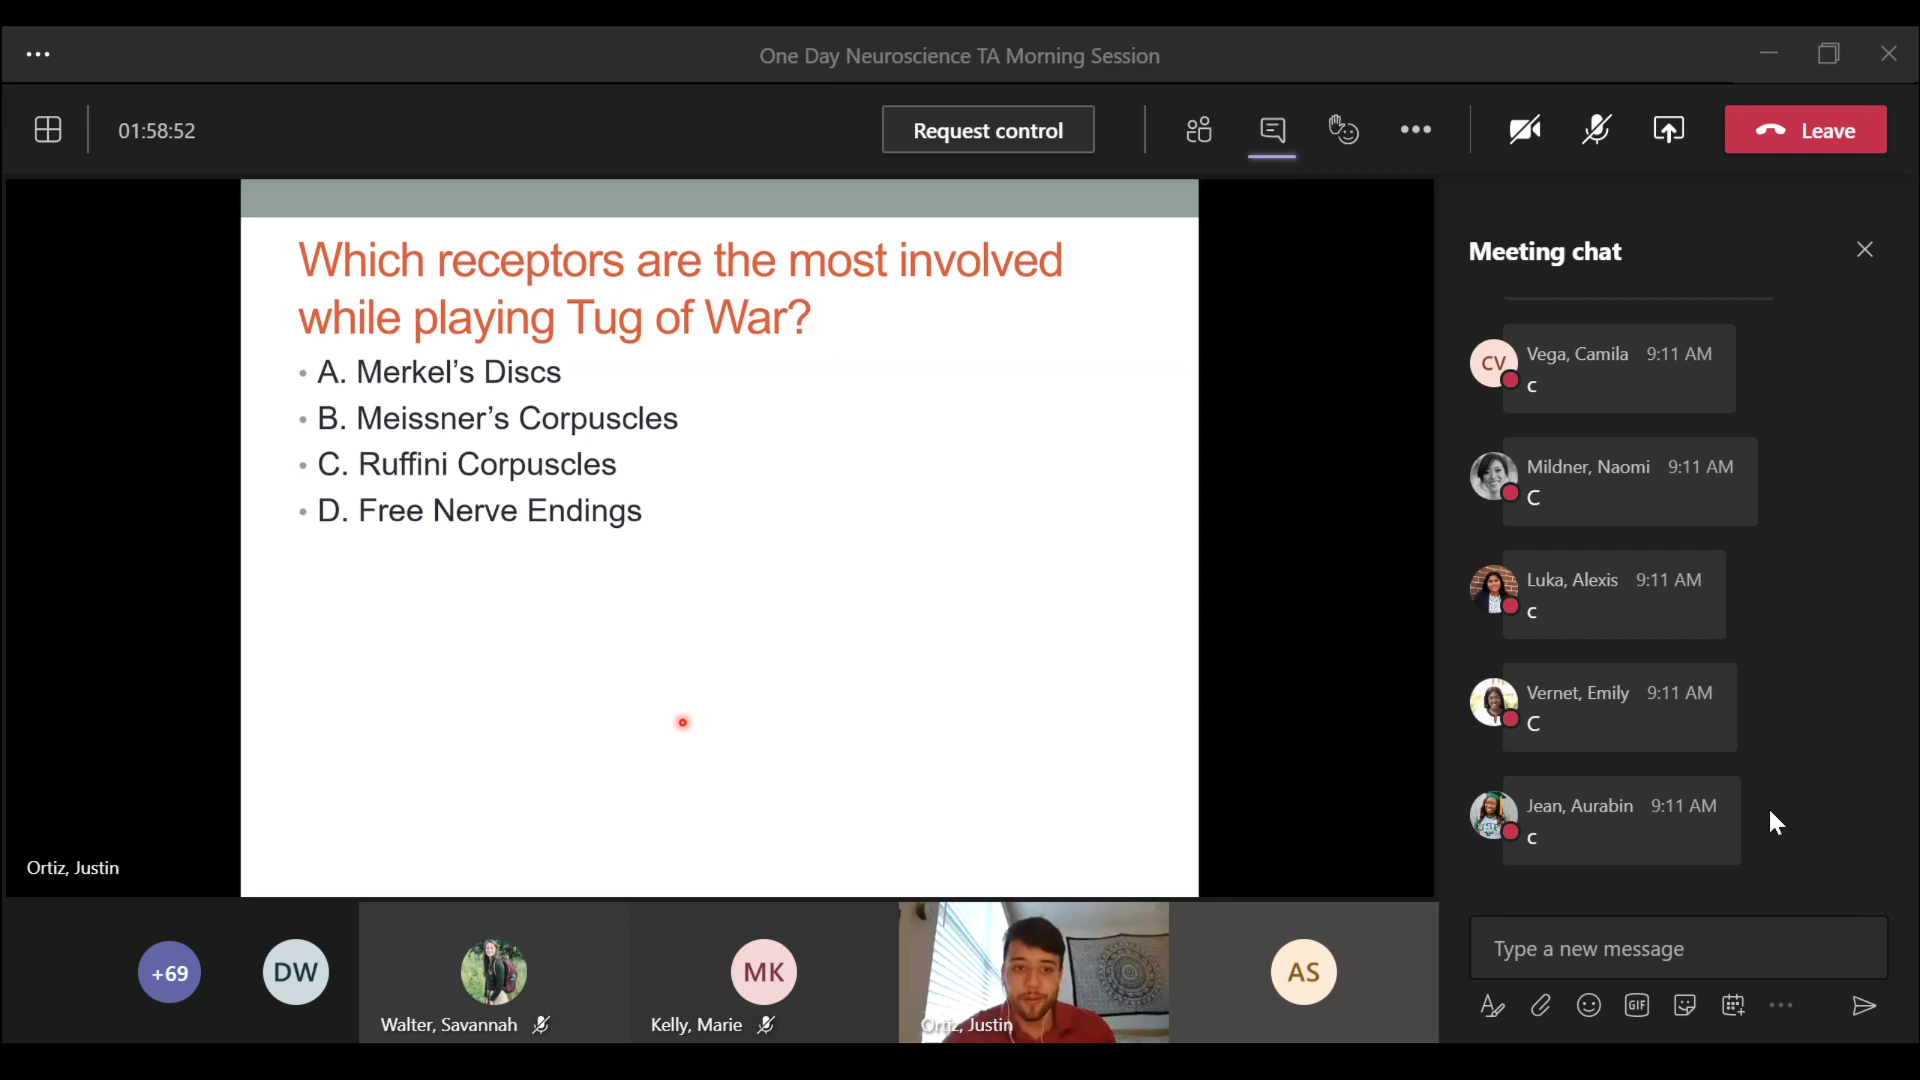 One Day Neuroscience TA Morning Session
01:58:52
Request control
Leave
Which receptors are the most involved
while playing Tug of War?
• A. Merkel’s Discs
• B. Meissner’s Corpuscles
• C. Ruffini Corpuscles
• D. Free Nerve Endings
Ortiz, Justin
Meeting chat
CV
Vega, Camila 9:11 AM
c
Mildner, Naomi 9:11 AM
C
Luka, Alexis 9:11 AM
c
Vernet, Emily 9:11 AM
C
Jean, Aurabin 9:11 AM
c
Type a new message
GIF
+69
DW
Walter, Savannah
MK
Kelly, Marie
Ortiz, Justin
AS